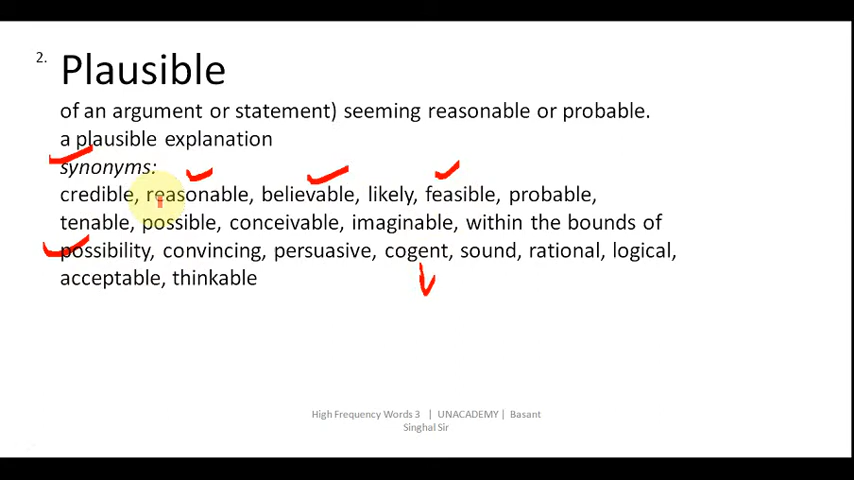 2.
Plausible
of an argument or statement) seeming reasonable or probable.
a plausible explanation
synonyms:
credible, reasonable, believable, likely, feasible, probable,
tenable, possible, conceivable, imaginable, within the bounds of
possibility, convincing, persuasive, cogent, sound, rational, logical,
acceptable, thinkable
High Frequency Words 3 | UNACADEMY | Basant
Singhal Sir